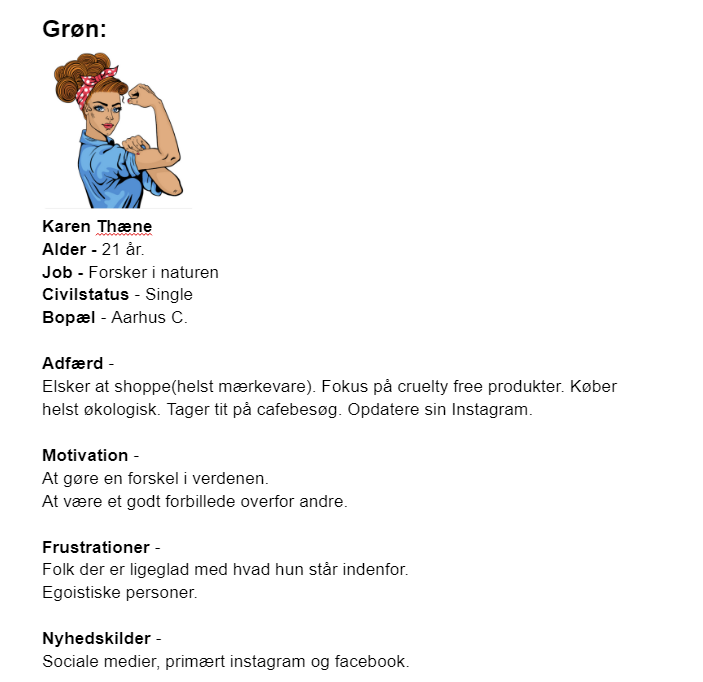 Grøn:
Karen Thæne
Alder - 21 år.
Job - Forsker i naturen
Civilstatus - Single
Bopæl - Aarhus C.
Adfærd -
Elsker at shoppe(helst mærkevare). Fokus på cruelty free produkter. Køber
helst økologisk. Tager tit på cafebesøg. Opdatere sin Instagram.
Motivation -
At gøre en forskel i verdenen.
At være et godt forbillede overfor andre.
Frustrationer -
Folk der er ligeglad med hvad hun står indenfor.
Egoistiske personer.
Nyhedskilder -
Sociale medier, primært instagram og facebook.